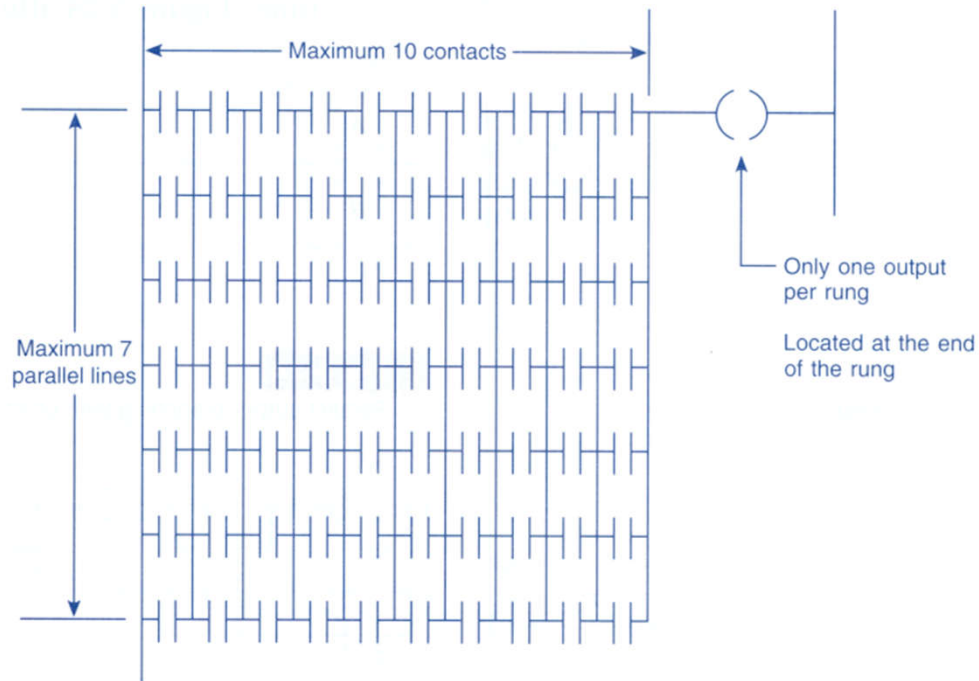 Maximum 10 contacts
Only one output
per rung
Located at the end
of the rung
Maximum 7
parallel lines